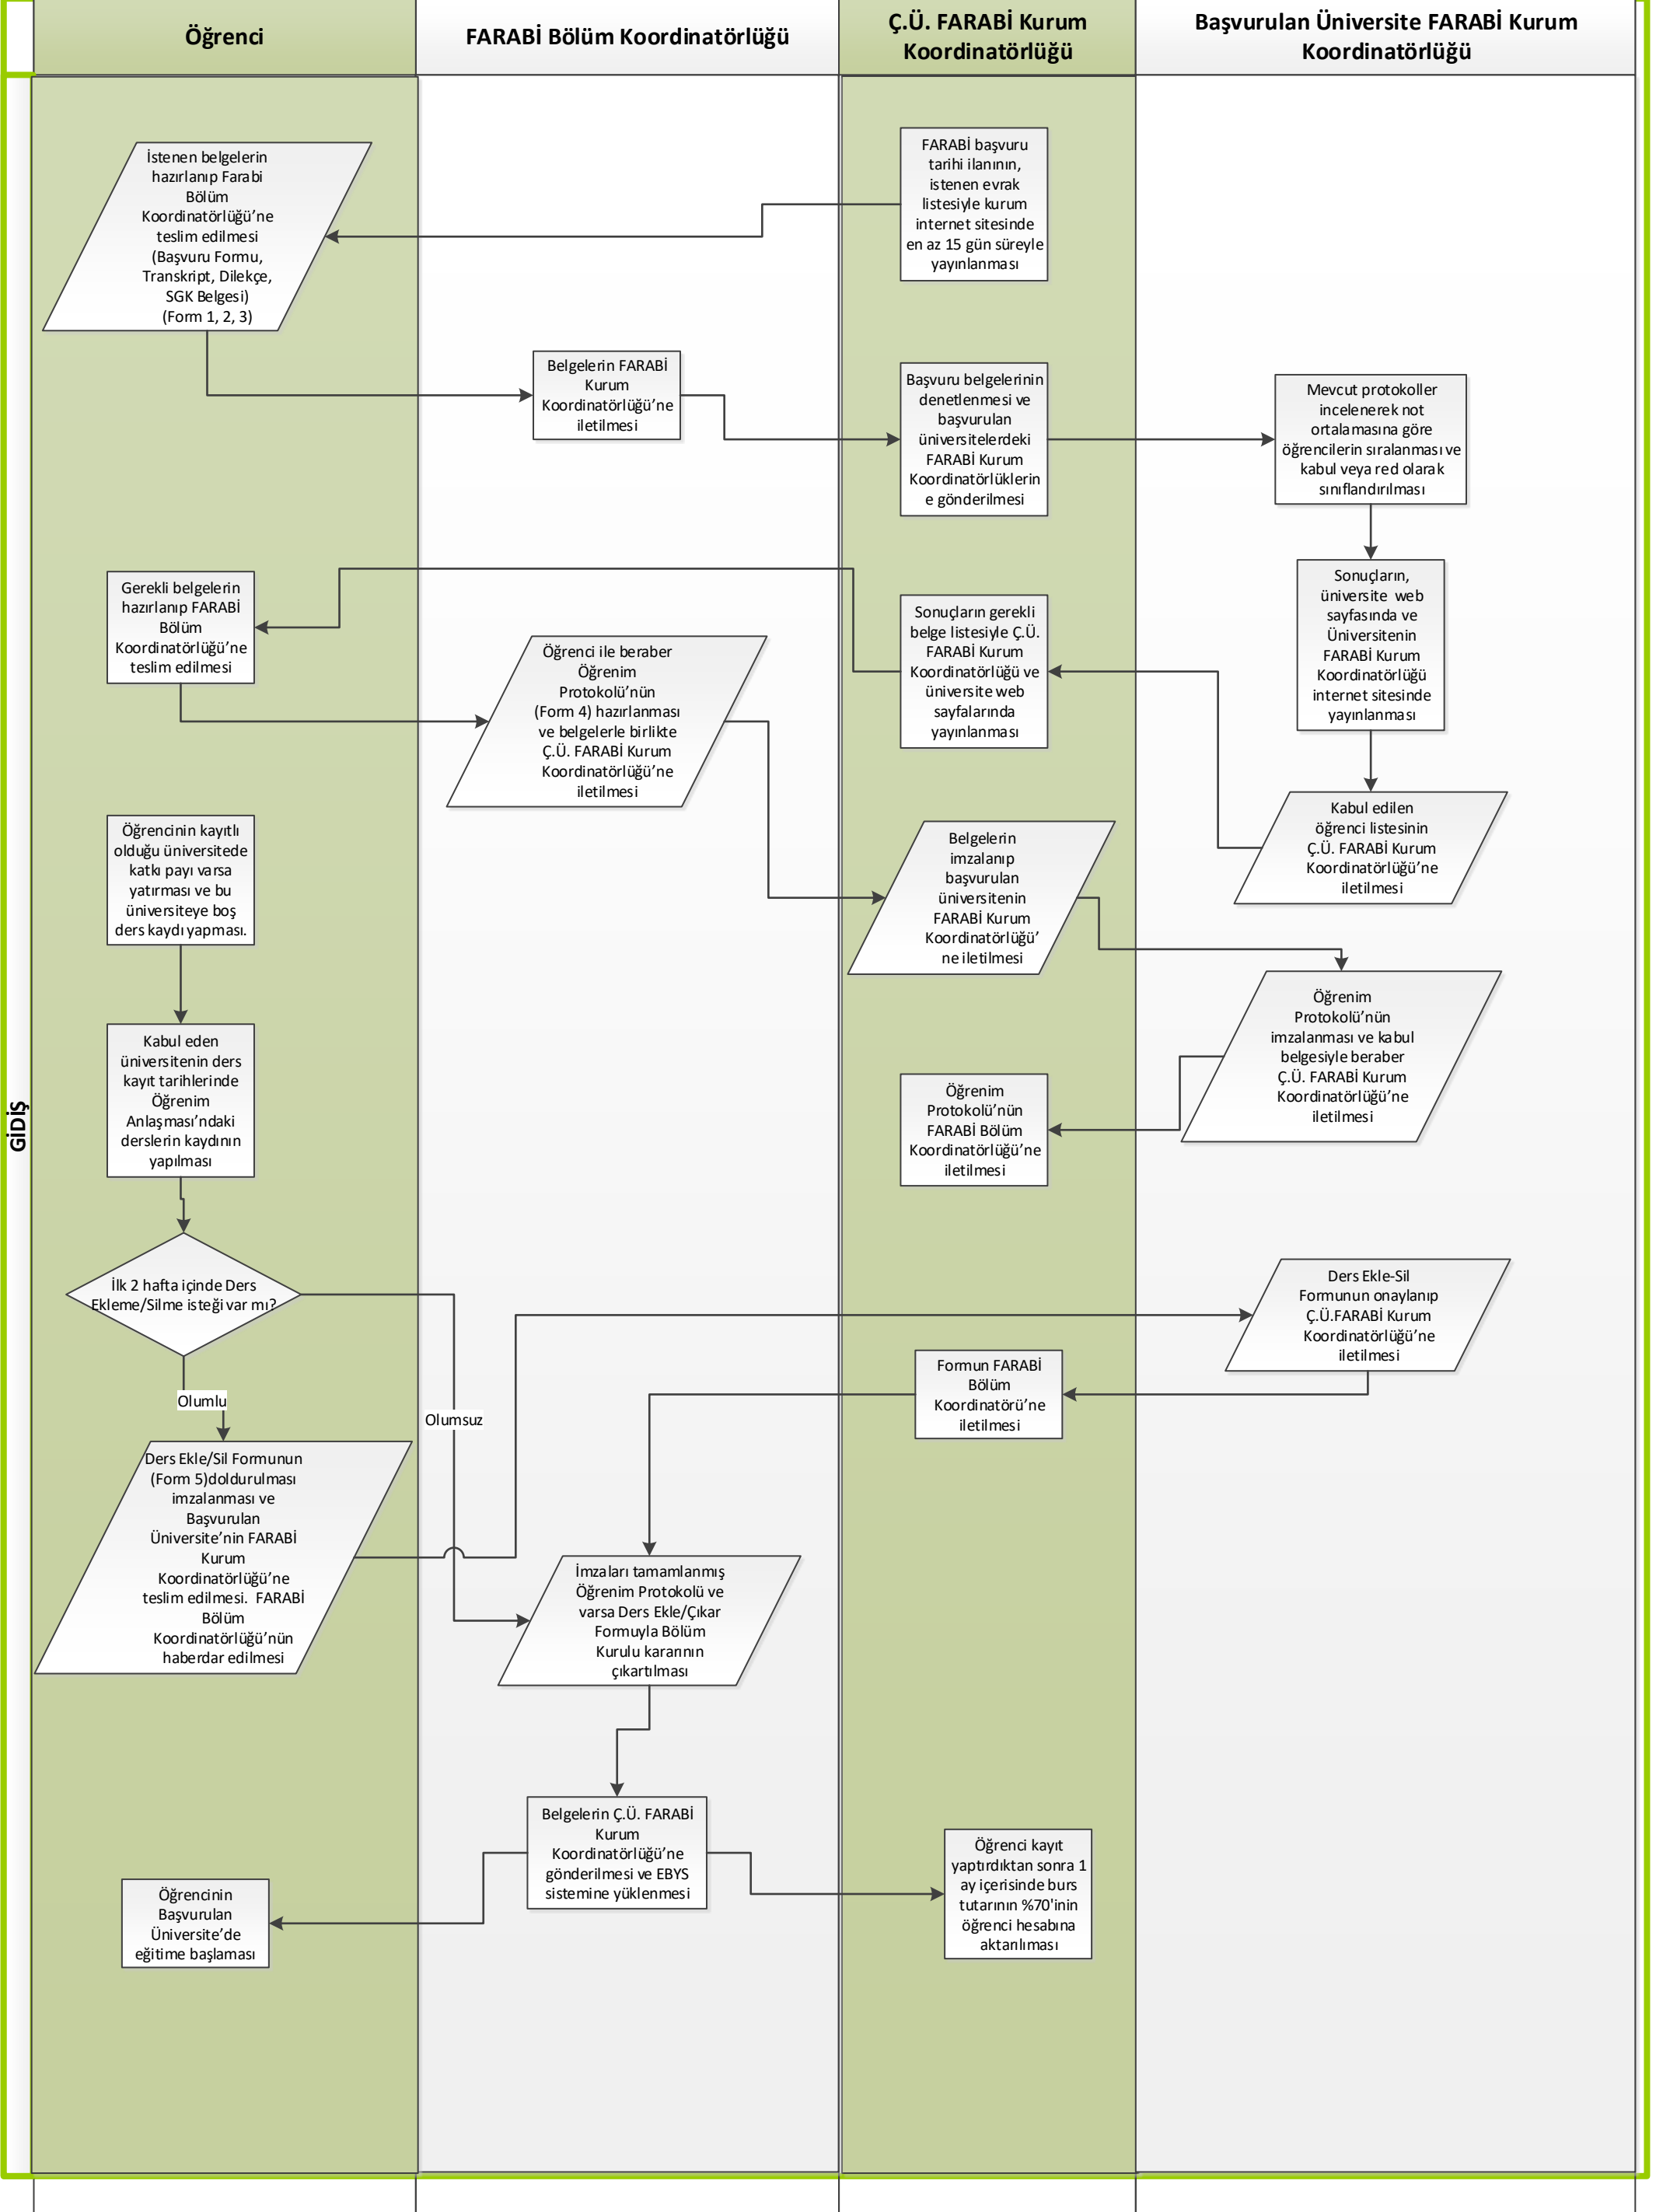 Öğrenci
FARABİ Bölüm Koordinatörlüğü
Ç.Ü. FARABİ Kurum
Koordinatörlüğü
Başvurulan Üniversite FARABİ Kurum
Koordinatörlüğü
GİDİŞ
FARABİ başvuru
tarihi ilanının,
istenen evrak
listesiyle kurum
internet sitesinde
en az 15 gün süreyle
yayınlanması
İstenen belgelerin
hazırlanıp Farabi
Bölüm
Koordinatörlüğü’ne
teslim edilmesi
(Başvuru Formu,
Transkript, Dilekçe,
SGK Belgesi)
(Form 1, 2, 3)
Belgelerin FARABİ
Kurum
Koordinatörlüğü’ne
iletilmesi
Başvuru belgelerinin
denetlenmesi ve
başvurulan
üniversitelerdeki
FARABİ Kurum
Koordinatörlüklerin
e gönderilmesi
Mevcut protokoller
incelenerek not
ortalamasına göre
öğrencilerin sıralanması ve
kabul veya red olarak
sınıflandırılması
Sonuçların,
üniversite web
sayfasında ve
Üniversitenin
FARABİ Kurum
Koordinatörlüğü
internet sitesinde
yayınlanması
Kabul edilen
öğrenci listesinin
Ç.Ü. FARABİ Kurum
Koordinatörlüğü’ne
iletilmesi
Sonuçların gerekli
belge listesiyle Ç.Ü.
FARABİ Kurum
Koordinatörlüğü ve
üniversite web
sayfalarında
yayınlanması
Gerekli belgelerin
hazırlanıp FARABİ
Bölüm
Koordinatörlüğü’ne
teslim edilmesi
Öğrenci ile beraber
Öğrenim
Protokolü’nün
(Form 4) hazırlanması
ve belgelerle birlikte
Ç.Ü. FARABİ Kurum
Koordinatörlüğü’ne
iletilmesi
Belgelerin
imzalanıp
başvurulan
üniversitenin
FARABİ Kurum
Koordinatörlüğü’
ne iletilmesi
Öğrenim
Protokolü’nün
imzalanması ve kabul
belgesiyle beraber
Ç.Ü. FARABİ Kurum
Koordinatörlüğü’ne
iletilmesi
Öğrenim
Protokolü’nün
FARABİ Bölüm
Koordinatörlüğü’ne
iletilmesi
Öğrencinin kayıtlı
olduğu üniversitede
katkı payı varsa
yatırması ve bu
üniversiteye boş
ders kaydı yapması.
Kabul eden
üniversitenin ders
kayıt tarihlerinde
Öğrenim
Anlaşması’ndaki
derslerin kaydının
yapılması
İlk 2 hafta içinde Ders
Ekleme/Silme isteği var mı?
Olumlu
Olumsuz
Ders Ekle/Sil Formunun
(Form 5)doldurulması
imzalanması ve
Başvurulan
Üniversite’nin FARABİ
Kurum
Koordinatörlüğü’ne
teslim edilmesi. FARABİ
Bölüm
Koordinatörlüğü’nün
haberdar edilmesi
Ders Ekle-Sil
Formunun onaylanıp
Ç.Ü.FARABİ Kurum
Koordinatörlüğü’ne
iletilmesi
Formun FARABİ
Bölüm
Koordinatörü’ne
iletilmesi
İmzaları tamamlanmış
Öğrenim Protokolü ve
varsa Ders Ekle/Çıkar
Formuyla Bölüm
Kurulu kararının
çıkartılması
Belgelerin Ç.Ü. FARABİ
Kurum
Koordinatörlüğü’ne
gönderilmesi ve EBYS
sistemine yüklenmesi
Öğrenci kayıt
yaptırdıktan sonra 1
ay içerisinde burs
tutarının %70'inin
öğrenci hesabına
aktarılıması
Öğrencinin
Başvurulan
Üniversite’de
eğitime başlaması